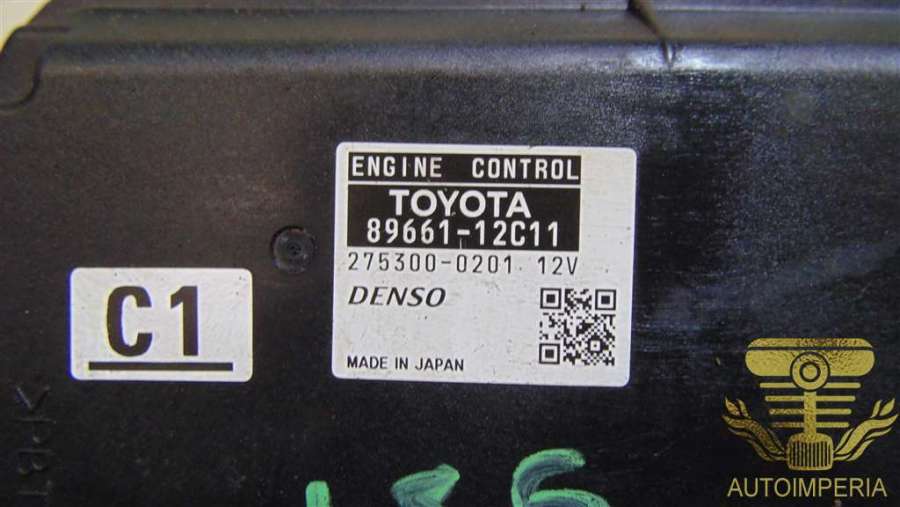 ENGINE CONTROL
TOYOTA
89661-12C11
275300-0201 12V
DENSO
MADE IN JAPAN
C1
AUTOIMPERIA